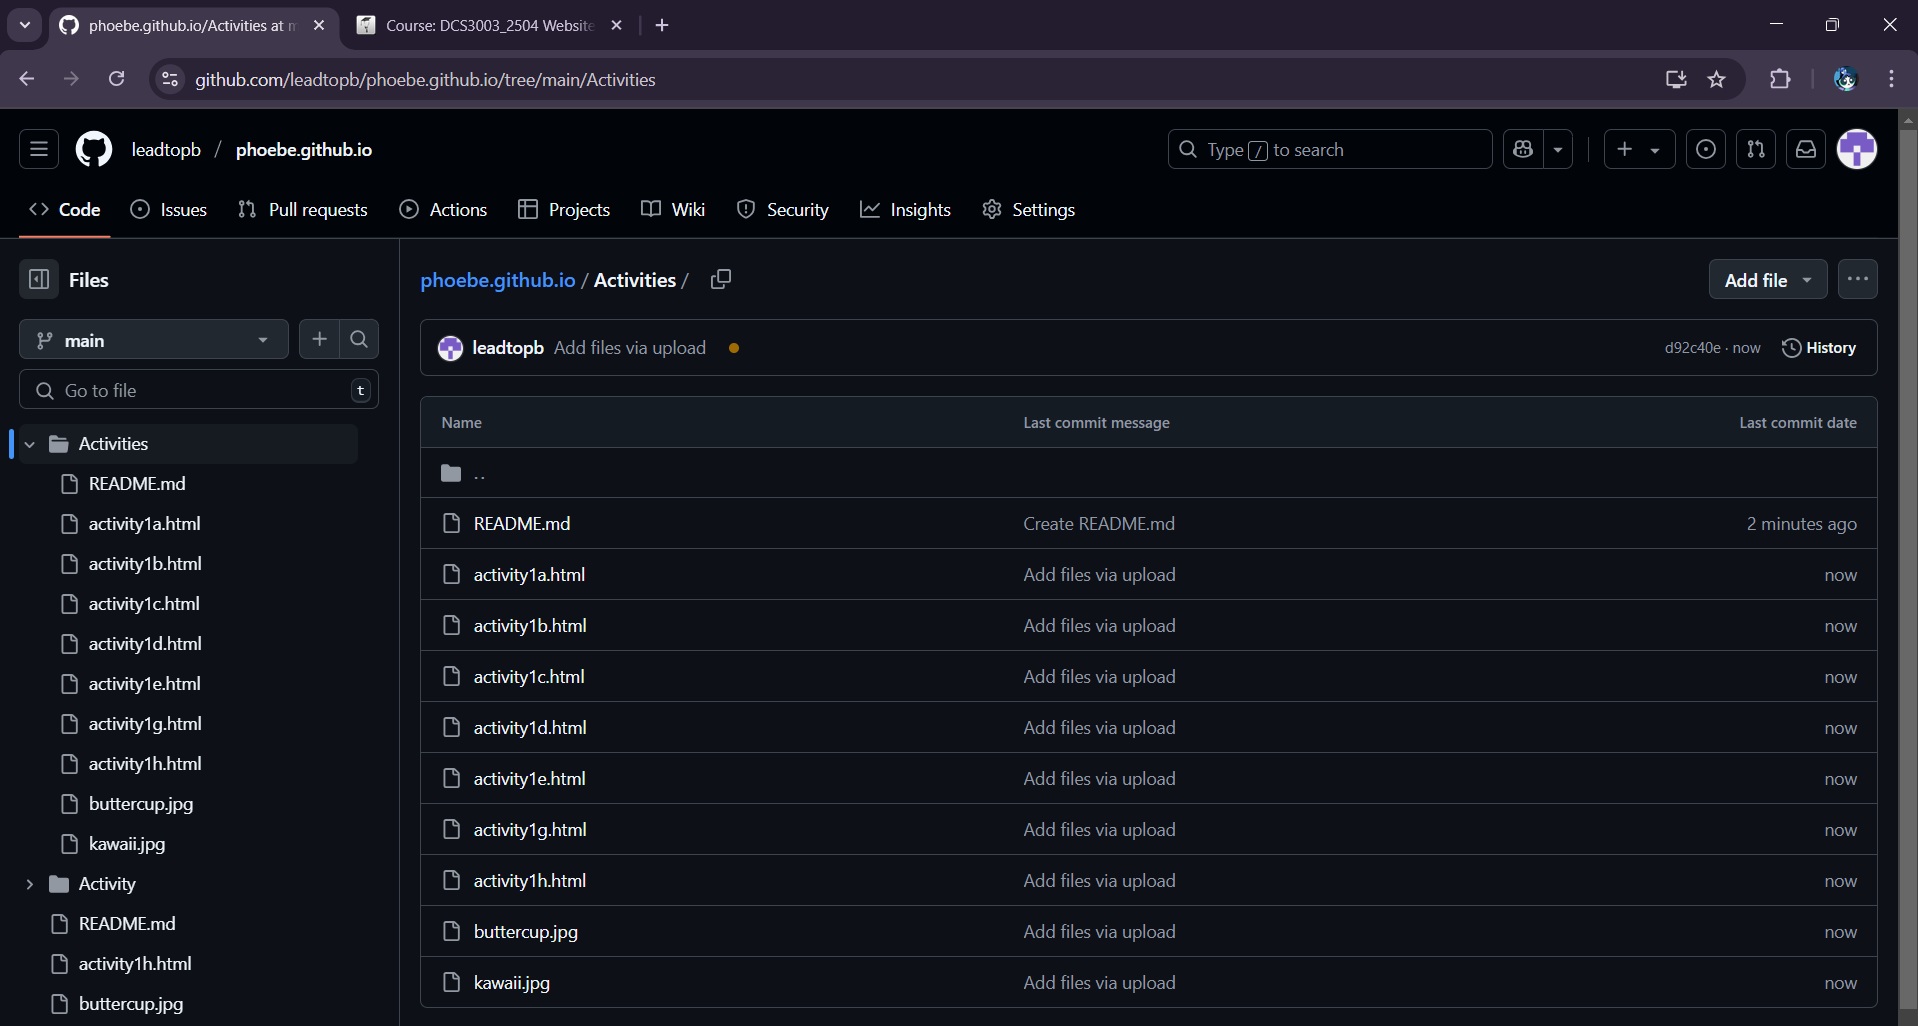 phoebe.github.io/Activities at m
Course: DCS3003_2504 Website
github.com/leadtopb/phoebe.github.io/tree/main/Activities
leadtopb / phoebe.github.io
Type / to search
Code
Issues
Pull requests
Actions
Projects
Wiki
Security
Insights
Settings
Files
main
Go to file
t
Activities
README.md
activity1a.html
activity1b.html
activity1c.html
activity1d.html
activity1e.html
activity1g.html
activity1h.html
buttercup.jpg
kawaii.jpg
Activity
README.md
activity1h.html
buttercup.jpg
phoebe.github.io / Activities /
Add file
leadtopb Add files via upload
d92c40e · now
History
Name Last commit message Last commit date
..
README.md Create README.md 2 minutes ago
activity1a.html Add files via upload now
activity1b.html Add files via upload now
activity1c.html Add files via upload now
activity1d.html Add files via upload now
activity1e.html Add files via upload now
activity1g.html Add files via upload now
activity1h.html Add files via upload now
buttercup.jpg Add files via upload now
kawaii.jpg Add files via upload now